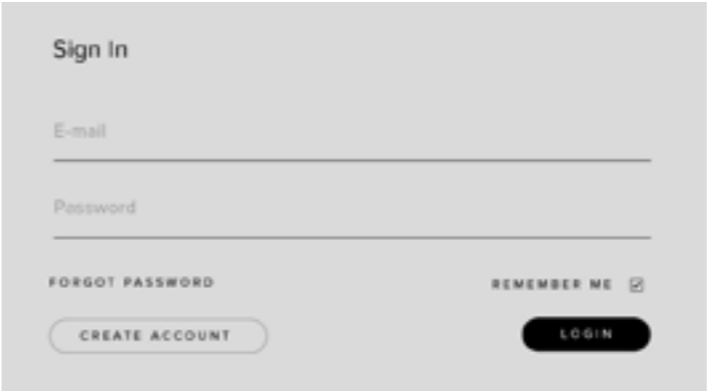 Sign In
E-mail
Password
FORGOT PASSWORD
REMEMBER ME
CREATE ACCOUNT
LOGIN